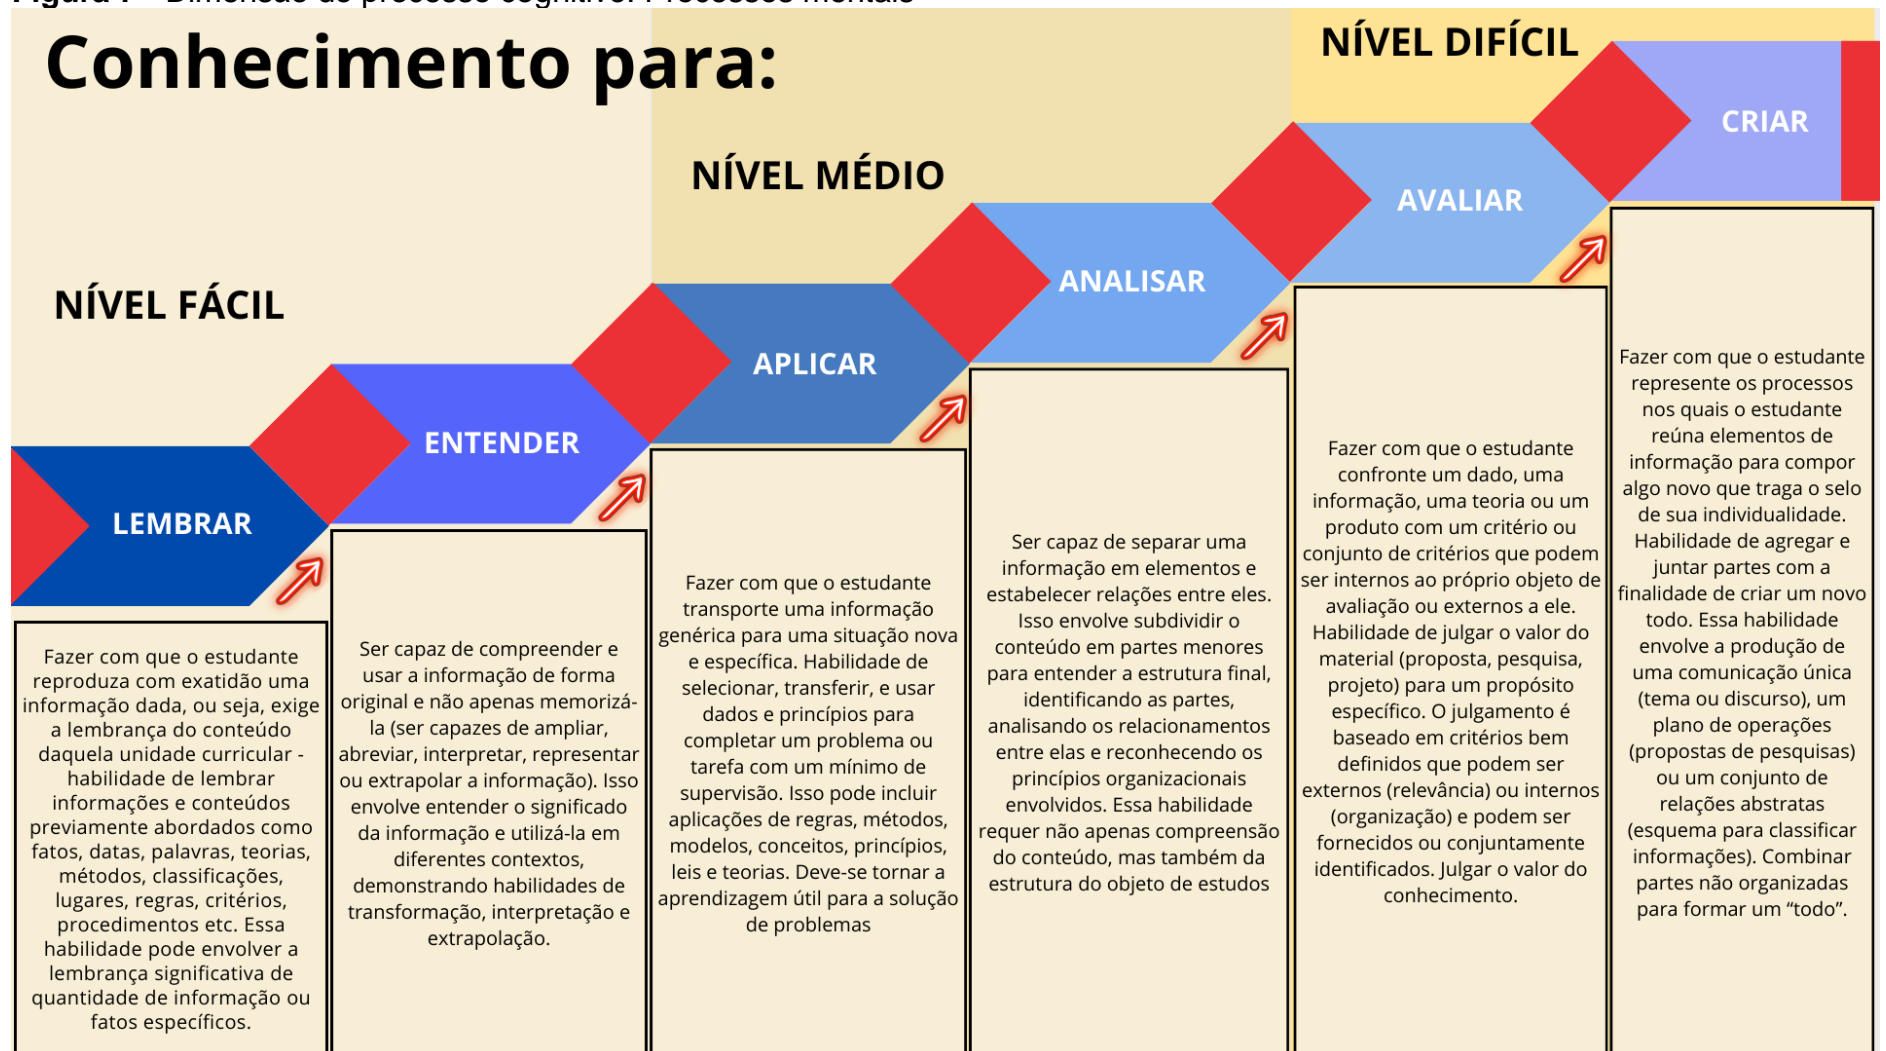 Figura 7 – Dimensão do processo cognitivo: Processos mentais
Conhecimento para:
NÍVEL FÁCIL
NÍVEL MÉDIO
NÍVEL DIFÍCIL
LEMBRAR
Fazer com que o estudante
reproduza com exatidão uma
informação dada, ou seja, exige
a lembrança do conteúdo
daquela unidade curricular -
habilidade de lembrar
informações e conteúdos
previamente abordados como
fatos, datas, palavras, teorias,
métodos, classificações,
lugares, regras, critérios,
procedimentos etc. Essa
habilidade pode envolver a
lembrança significativa de
quantidade de informação ou
fatos específicos.
ENTENDER
Ser capaz de compreender e
usar a informação de forma
original e não apenas memorizá-
la (ser capazes de ampliar,
abreviar, interpretar, representar
ou extrapolar a informação). Isso
envolve entender o significado
da informação e utilizá-la em
diferentes contextos,
demonstrando habilidades de
transformação, interpretação e
extrapolação.
APLICAR
Fazer com que o estudante
transporte uma informação
genérica para uma situação nova
e específica. Habilidade de
selecionar, transferir, e usar
dados e princípios para
completar um problema ou
tarefa com um mínimo de
supervisão. Isso pode incluir
aplicações de regras, métodos,
modelos, conceitos, princípios,
leis e teorias. Deve-se tornar a
aprendizagem útil para a solução
de problemas
ANALISAR
Ser capaz de separar uma
informação em elementos e
estabelecer relações entre eles.
Isso envolve subdividir o
conteúdo em partes menores
para entender a estrutura final,
identificando as partes,
analisando os relacionamentos
entre elas e reconhecendo os
princípios organizacionais
envolvidos. Essa habilidade
requer não apenas compreensão
do conteúdo, mas também da
estrutura do objeto de estudos
AVALIAR
Fazer com que o estudante
confronte um dado, uma
informação, uma teoria ou um
produto com um critério ou
conjunto de critérios que podem
ser internos ao próprio objeto de
avaliação ou externos a ele.
Habilidade de julgar o valor do
material (proposta, pesquisa,
projeto) para um propósito
específico. O julgamento é
baseado em critérios bem
definidos que podem ser
externos (relevância) ou internos
(organização) e podem ser
fornecidos ou conjuntamente
identificados. Julgar o valor do
conhecimento.
CRIAR
Fazer com que o estudante
represente os processos
nos quais o estudante
reúna elementos de
informação para compor
algo novo que traga o selo
de sua individualidade.
Habilidade de agregar e
juntar partes com a
finalidade de criar um novo
todo. Essa habilidade
envolve a produção de
uma comunicação única
(tema ou discurso), um
plano de operações
(propostas de pesquisas)
ou um conjunto de
relações abstratas
(esquema para classificar
informações). Combinar
partes não organizadas
para formar um “todo”.